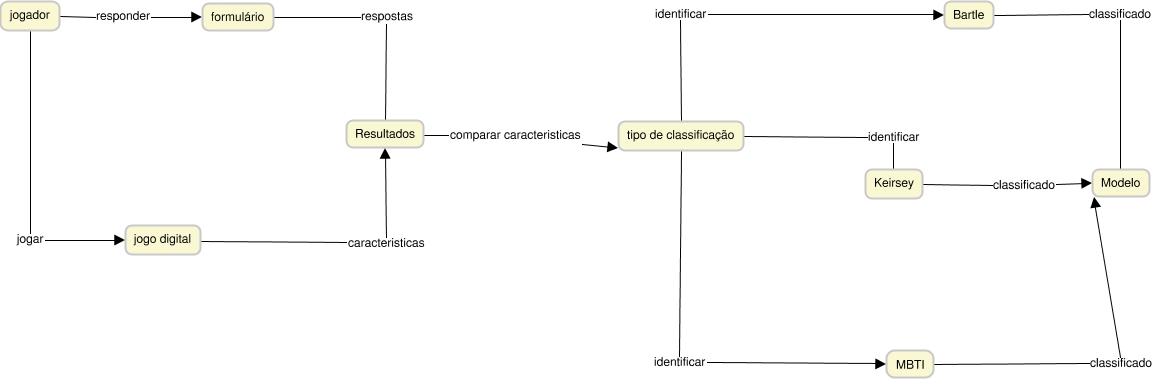 jogador
responder
formulário
respostas
identificar
Bartle
classificado
Resultados
comparar caracteristicas
tipo de classificação
identificar
Keirsey
classificado
Modelo
jogar
jogo digital
caracteristicas
identificar
MBTI
classificado